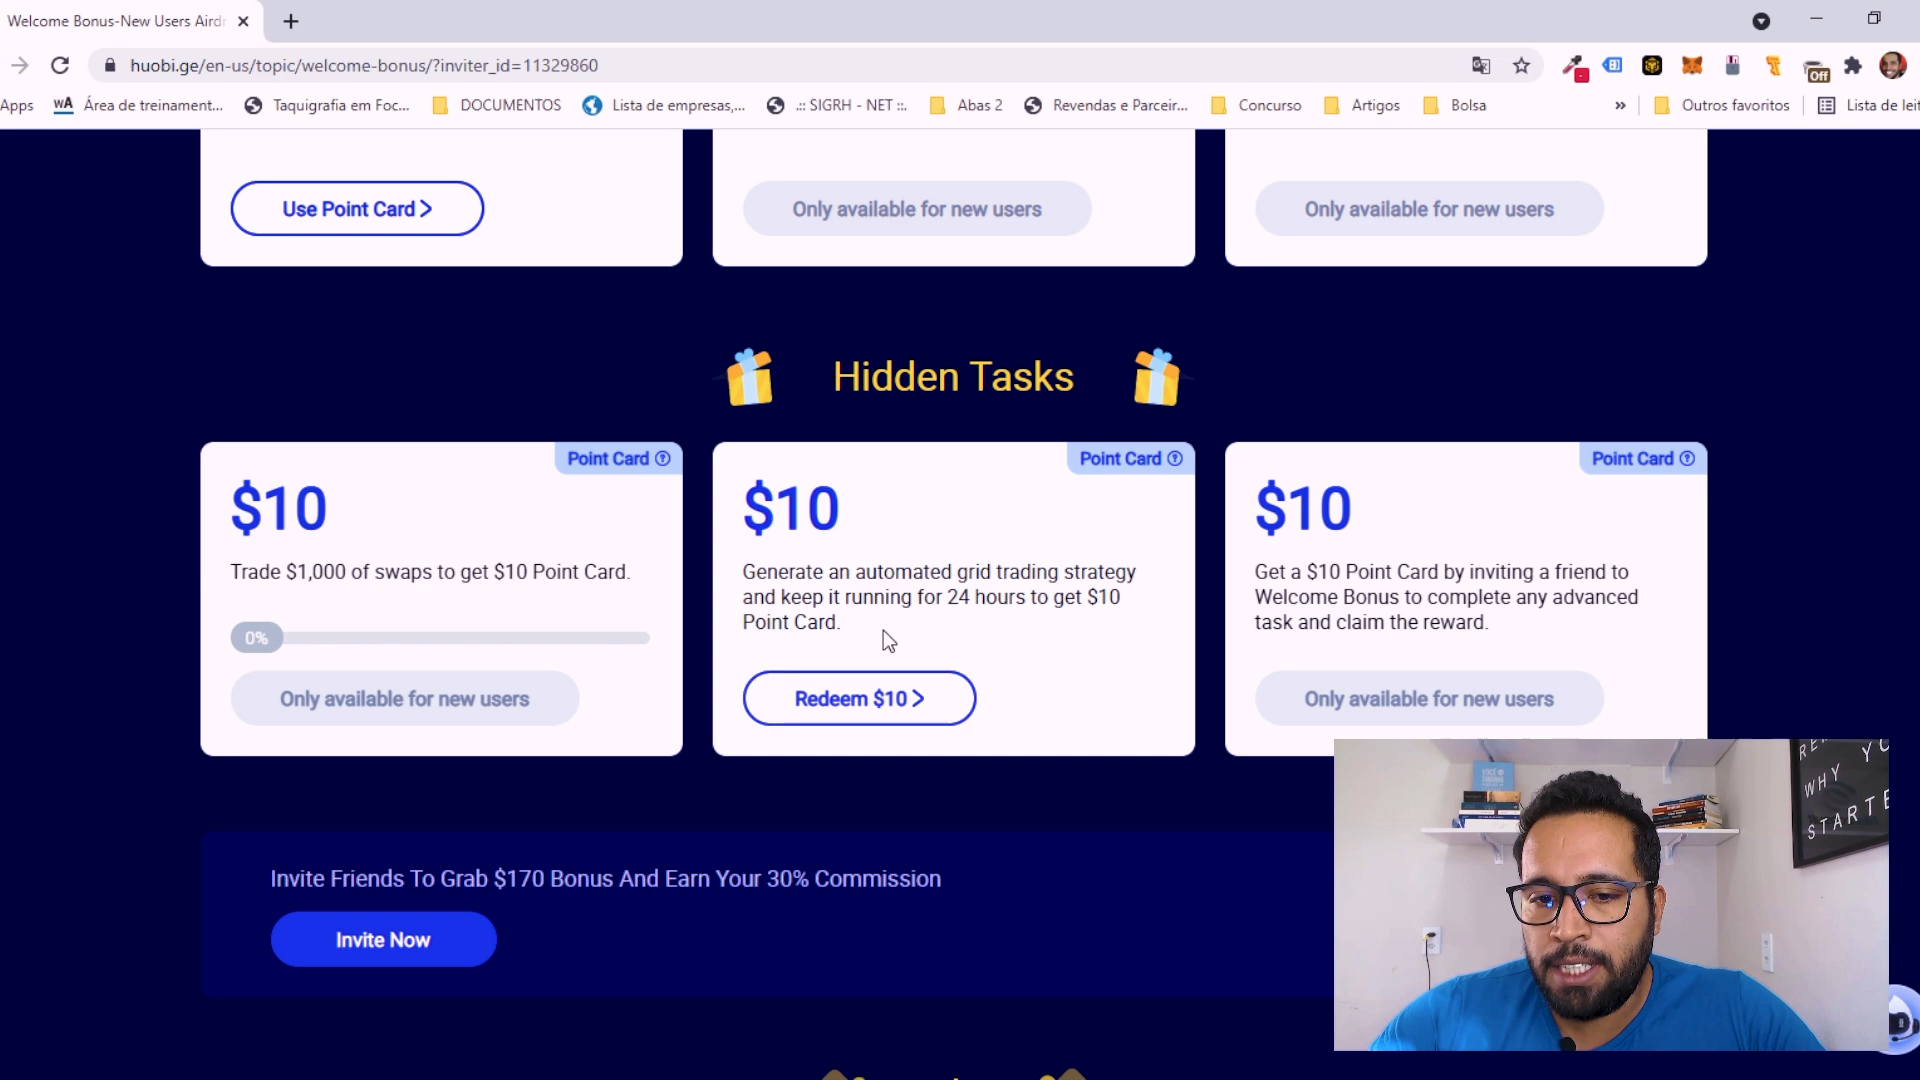 Welcome Bonus-New Users Aird
huobi.ge/en-us/topic/welcome-bonus/?inviter_id=11329860
Off
Apps
wA Área de treinament...
Taquigrafia em Foc...
DOCUMENTOS
Lista de empresas,...
.:: SIGRH - NET ::.
Abas 2
Revendas e Parceir...
Concurso
Artigos
Bolsa
»
Outros favoritos
Lista de leit
Use Point Card >
Only available for new users
Only available for new users
Hidden Tasks
Point Card
$10
Trade $1,000 of swaps to get $10 Point Card.
0%
Only available for new users
Point Card
$10
Generate an automated grid trading strategy
and keep it running for 24 hours to get $10
Point Card.
Redeem $10 >
Point Card
$10
Get a $10 Point Card by inviting a friend to
Welcome Bonus to complete any advanced
task and claim the reward.
Only available for new users
WHY YO
STARTE
Invite Friends To Grab $170 Bonus And Earn Your 30% Commission
Invite Now